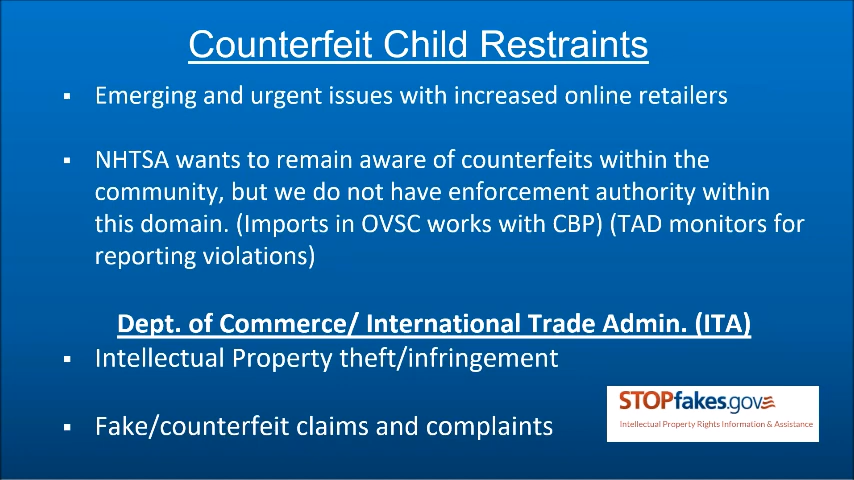 Counterfeit Child Restraints
▪ Emerging and urgent issues with increased online retailers
▪ NHTSA wants to remain aware of counterfeits within the
community, but we do not have enforcement authority within
this domain. (Imports in OVSC works with CBP) (TAD monitors for
reporting violations)
Dept. of Commerce/ International Trade Admin. (ITA)
▪ Intellectual Property theft/infringement
▪ Fake/counterfeit claims and complaints
STOPfakes.gov
Intellectual Property Rights Information & Assistance